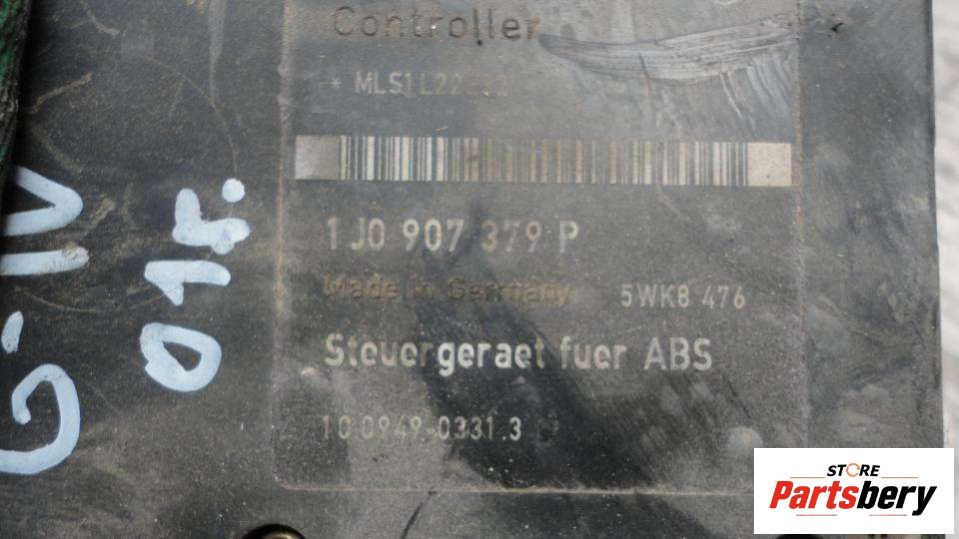 Controller
1J0 907 379 P
Made in Germany 5WK8 476
Steuergeraet fuer ABS
10.0949-0331.3
G-IV
STORE
Partsbery